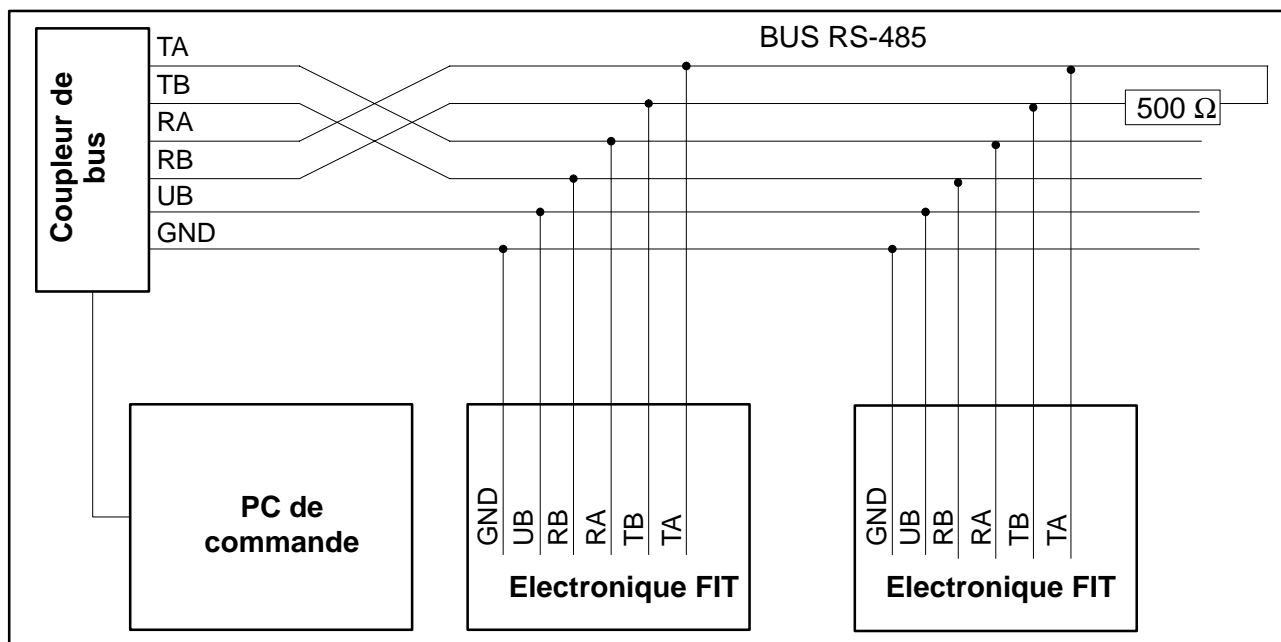 BUS RS-485
TA
TB
RA
RB
UB
GND
Coupleur de
bus
500 Ω
PC de
commande
GND
UB
RB
RA
TB
TA
Electronique FIT
GND
UB
RB
RA
TB
TA
Electronique FIT